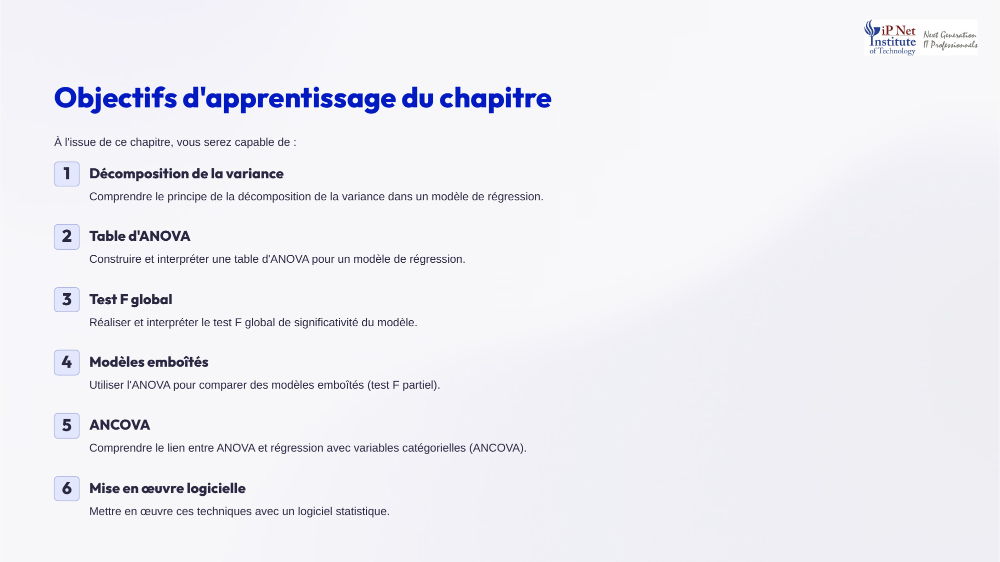 iP Net
Institute
of Technology
Next Generation
IT Professionnels
Objectifs d'apprentissage du chapitre
À l'issue de ce chapitre, vous serez capable de :
1 Décomposition de la variance
Comprendre le principe de la décomposition de la variance dans un modèle de régression.
2 Table d'ANOVA
Construire et interpréter une table d'ANOVA pour un modèle de régression.
3 Test F global
Réaliser et interpréter le test F global de significativité du modèle.
4 Modèles emboîtés
Utiliser l'ANOVA pour comparer des modèles emboîtés (test F partiel).
5 ANCOVA
Comprendre le lien entre ANOVA et régression avec variables catégorielles (ANCOVA).
6 Mise en œuvre logicielle
Mettre en œuvre ces techniques avec un logiciel statistique.